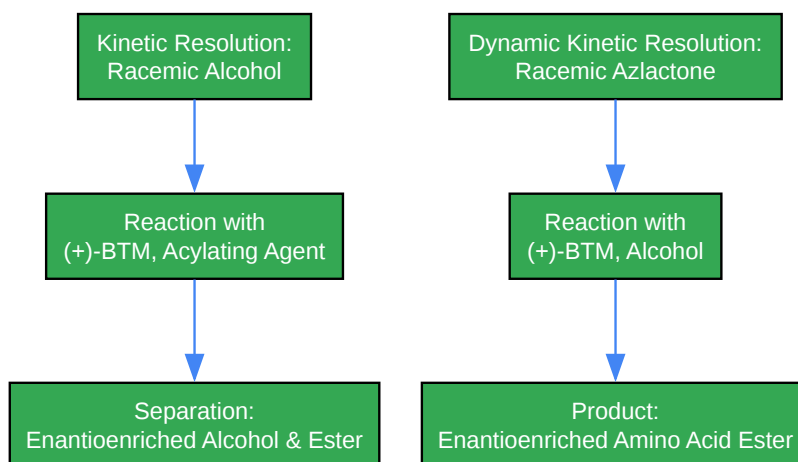 Kinetic Resolution:
Racemic Alcohol
Dynamic Kinetic Resolution:
Racemic Azlactone
Reaction with
(+)-BTM, Acylating Agent
Reaction with
(+)-BTM, Alcohol
Separation:
Enantioenriched Alcohol & Ester
Product:
Enantioenriched Amino Acid Ester